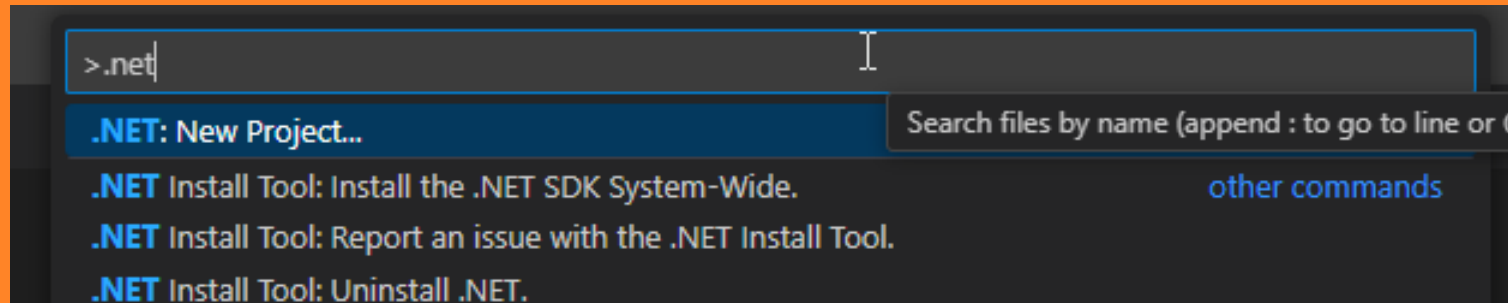 >.net
.NET: New Project...
Search files by name (append : to go to line or
.NET Install Tool: Install the .NET SDK System-Wide.
other commands
.NET Install Tool: Report an issue with the .NET Install Tool.
.NET Install Tool: Uninstall .NET.